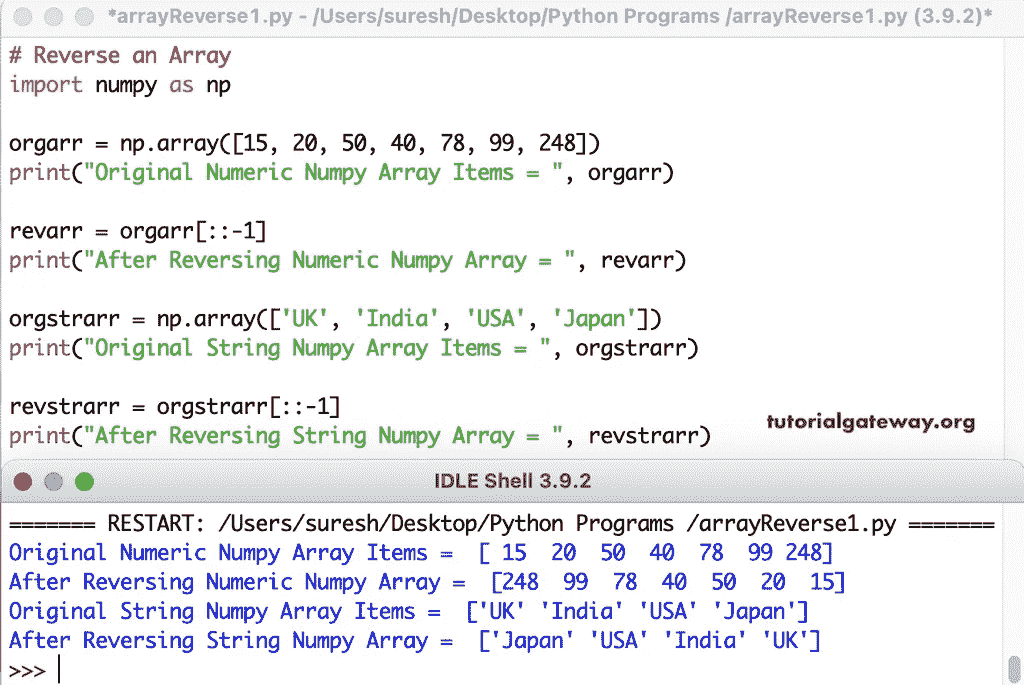 *arrayReverse1.py - /Users/suresh/Desktop/Python Programs /arrayReverse1.py (3.9.2)*
# Reverse an Array
import numpy as np
orgarr = np.array([15, 20, 50, 40, 78, 99, 248])
print("Original Numeric Numpy Array Items = ", orgarr)
revarr = orgarr[::-1]
print("After Reversing Numeric Numpy Array = ", revarr)
orgstrarr = np.array(['UK', 'India', 'USA', 'Japan'])
print("Original String Numpy Array Items = ", orgstrarr)
revstrarr = orgstrarr[::-1]
print("After Reversing String Numpy Array = ", revstrarr)
tutorialgateway.org
IDLE Shell 3.9.2
======= RESTART: /Users/suresh/Desktop/Python Programs /arrayReverse1.py =======
Original Numeric Numpy Array Items =  [ 15  20  50  40  78  99 248]
After Reversing Numeric Numpy Array =  [248  99  78  40  50  20  15]
Original String Numpy Array Items =  ['UK' 'India' 'USA' 'Japan']
After Reversing String Numpy Array =  ['Japan' 'USA' 'India' 'UK']
>>>